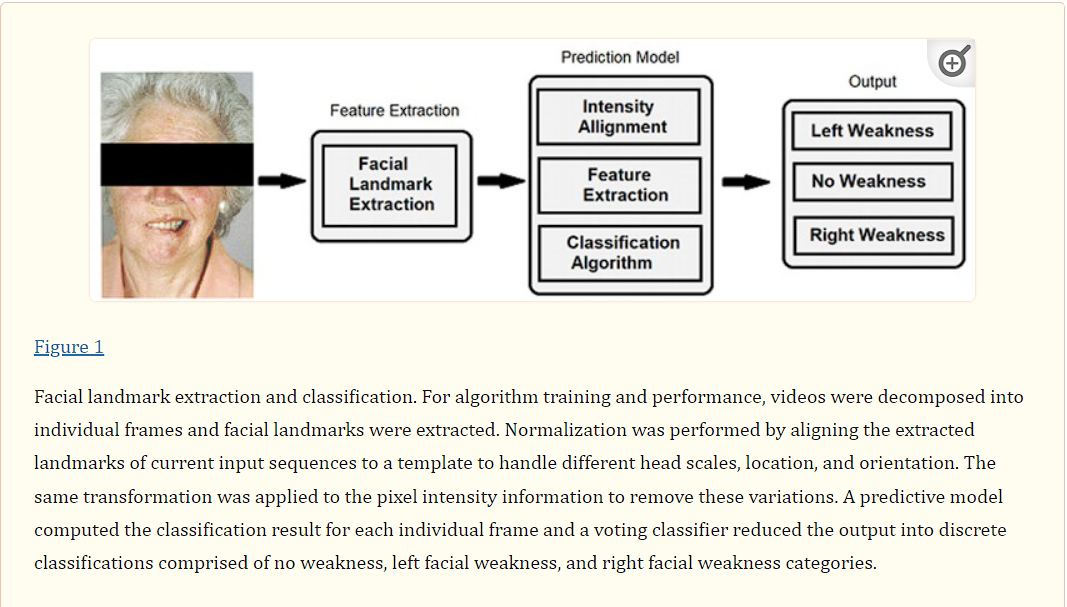 Prediction Model
Output
Feature Extraction
Facial
Landmark
Extraction
Intensity
Allignment
Feature
Extraction
Classification
Algorithm
Left Weakness
No Weakness
Right Weakness
Figure 1
Facial landmark extraction and classification. For algorithm training and performance, videos were decomposed into
individual frames and facial landmarks were extracted. Normalization was performed by aligning the extracted
landmarks of current input sequences to a template to handle different head scales, location, and orientation. The
same transformation was applied to the pixel intensity information to remove these variations. A predictive model
computed the classification result for each individual frame and a voting classifier reduced the output into discrete
classifications comprised of no weakness, left facial weakness, and right facial weakness categories.